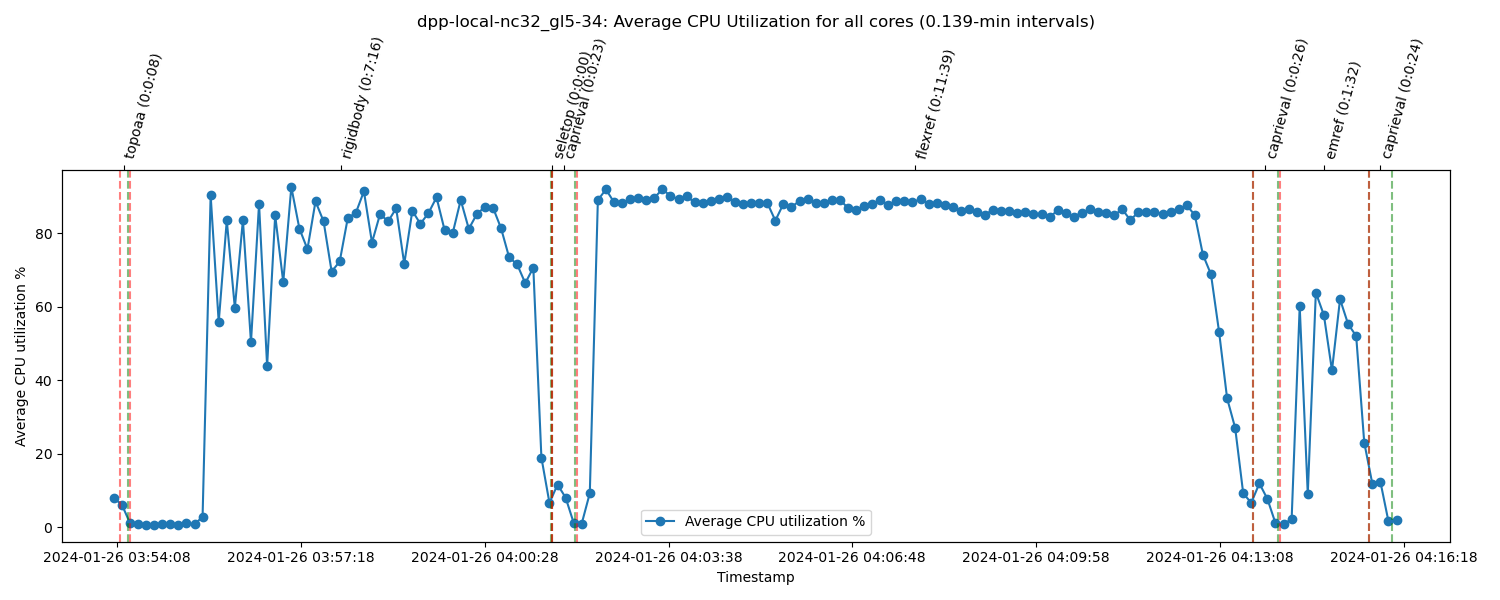 dpp-local-nc32_gl5-34: Average CPU Utilization for all cores (0.139-min intervals)
topoaa (0:0:08)
rigidbody (0:7:16)
seletop (0:0:00)
caprieval (0:0:23)
flexref (0:11:39)
caprieval (0:0:26)
emref (0:1:32)
caprieval (0:0:24)
Average CPU utilization %
80
60
40
20
0
Average CPU utilization %
2024-01-26 03:54:08
2024-01-26 03:57:18
2024-01-26 04:00:28
2024-01-26 04:03:38
2024-01-26 04:06:48
2024-01-26 04:09:58
2024-01-26 04:13:08
2024-01-26 04:16:18
Timestamp